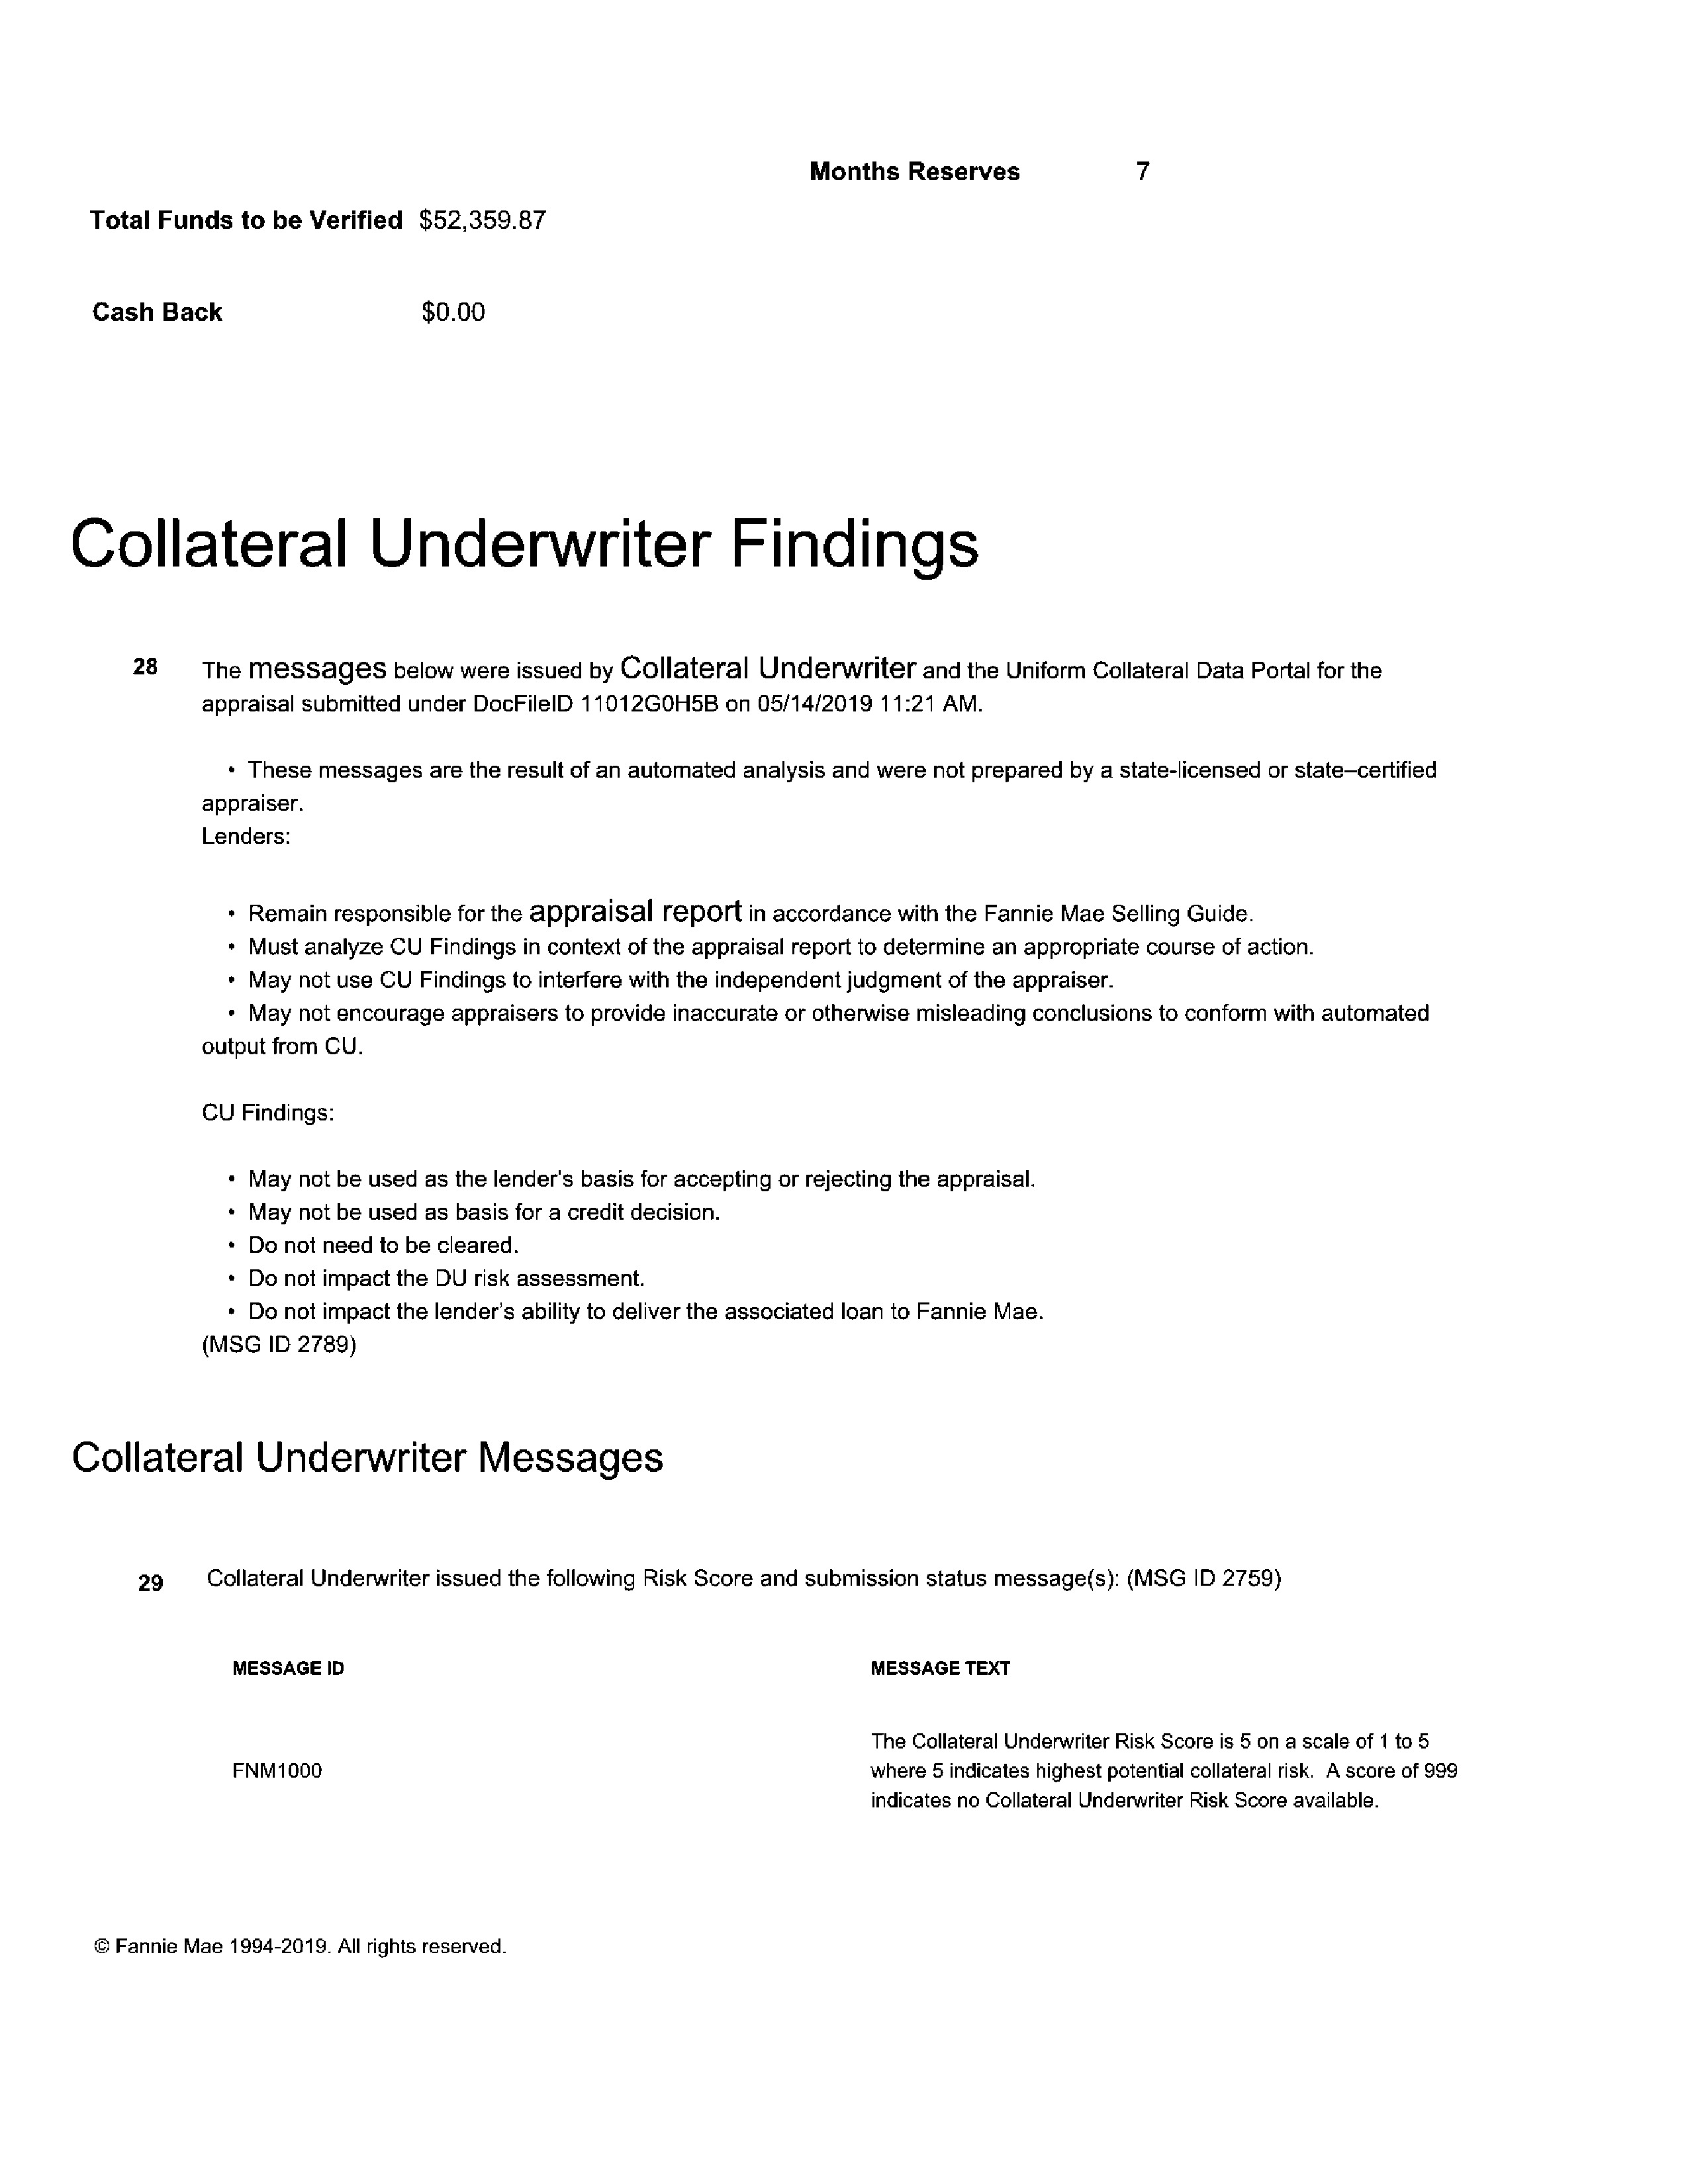 Months Reserves 7
Total Funds to be Verified $52,359.87
Cash Back $0.00
Collateral Underwriter Findings
28 The messages below were issued by Collateral Underwriter and the Uniform Collateral Data Portal for the
appraisal submitted under DocFileID 11012G0H5B on 05/14/2019 11:21 AM.
• These messages are the result of an automated analysis and were not prepared by a state-licensed or state–certified
appraiser.
Lenders:
• Remain responsible for the appraisal report in accordance with the Fannie Mae Selling Guide.
• Must analyze CU Findings in context of the appraisal report to determine an appropriate course of action.
• May not use CU Findings to interfere with the independent judgment of the appraiser.
• May not encourage appraisers to provide inaccurate or otherwise misleading conclusions to conform with automated
output from CU.
CU Findings:
• May not be used as the lender's basis for accepting or rejecting the appraisal.
• May not be used as basis for a credit decision.
• Do not need to be cleared.
• Do not impact the DU risk assessment.
• Do not impact the lender's ability to deliver the associated loan to Fannie Mae.
(MSG ID 2789)
Collateral Underwriter Messages
29 Collateral Underwriter issued the following Risk Score and submission status message(s): (MSG ID 2759)
MESSAGE ID MESSAGE TEXT
The Collateral Underwriter Risk Score is 5 on a scale of 1 to 5
FNM1000 where 5 indicates highest potential collateral risk. A score of 999
indicates no Collateral Underwriter Risk Score available.
© Fannie Mae 1994-2019. All rights reserved.